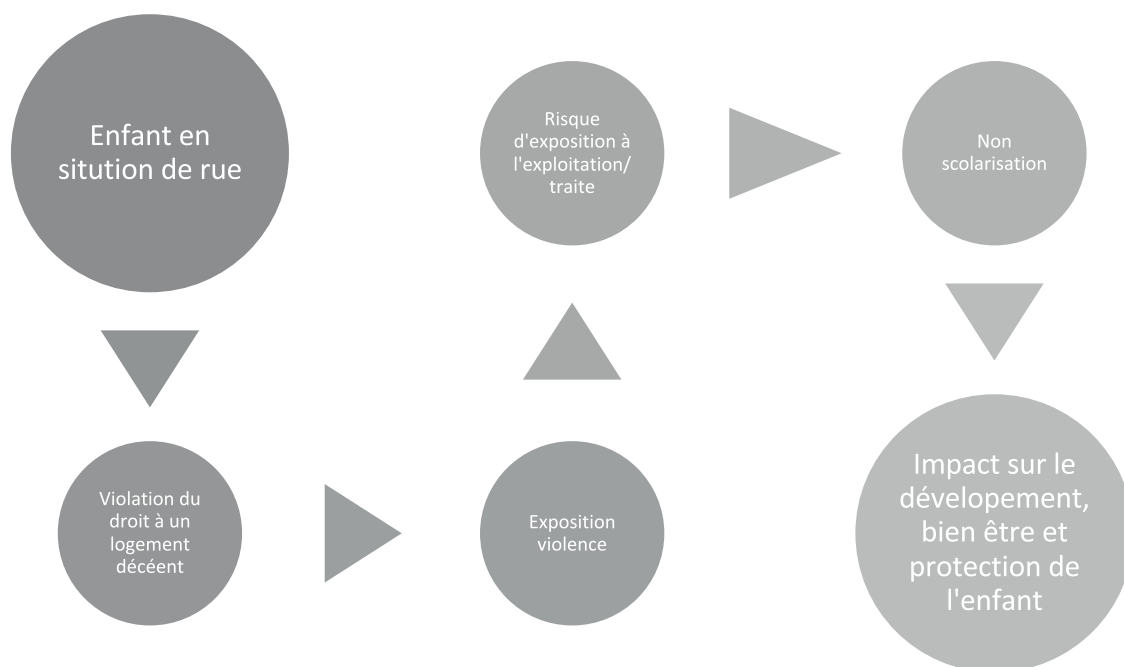 Enfant en
sitution de rue
Violation du
droit à un
logement
décéent
Exposition
violence
Risque
d'exposition à
l'exploitation/
traite
Non
scolarisation
Impact sur le
dévelopement,
bien être et
protection de
l'enfant